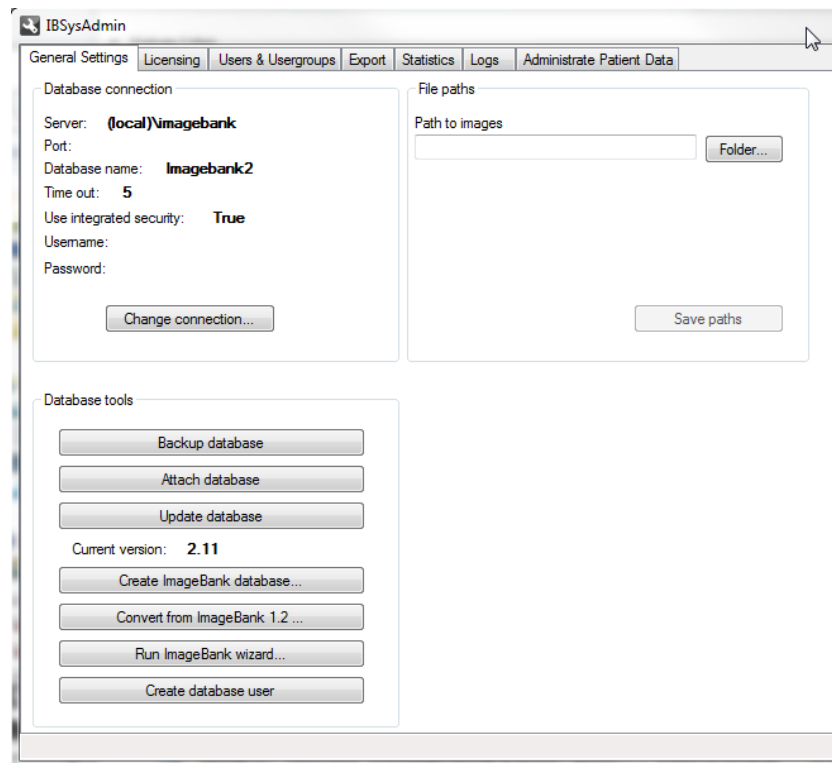 IBSysAdmin
General Settings Licensing Users & Usergroups Export Statistics Logs Administrate Patient Data
Database connection
Server: (local)\imagebank
Port:
Database name: Imagebank2
Time out: 5
Use integrated security: True
Username:
Password:
Change connection...
File paths
Path to images
Folder...
Save paths
Database tools
Backup database
Attach database
Update database
Current version: 2.11
Create ImageBank database...
Convert from ImageBank 1.2 ...
Run ImageBank wizard...
Create database user